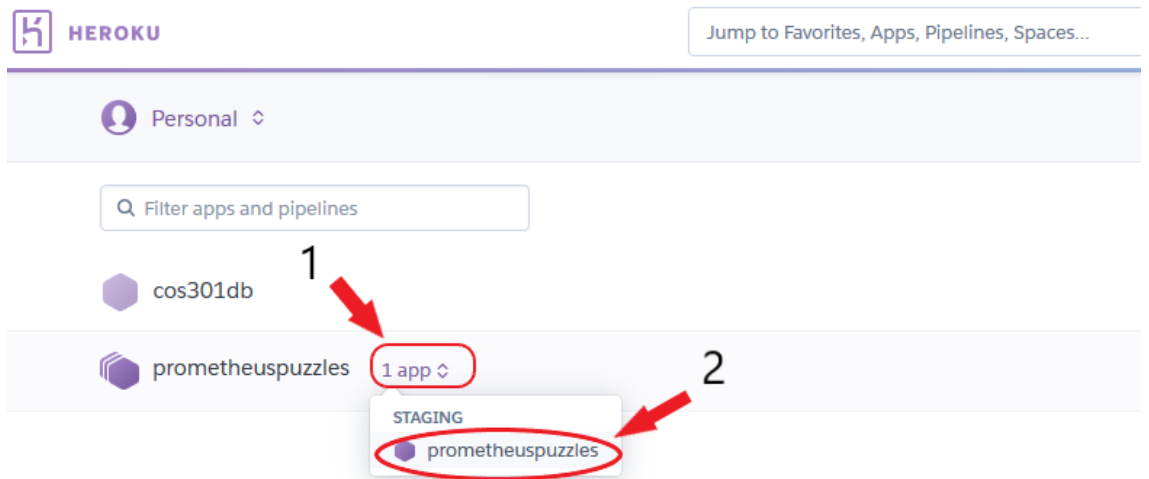 HEROKU
Jump to Favorites, Apps, Pipelines, Spaces...
Personal
Filter apps and pipelines
1
cos301db
prometheuspuzzles 1 app
2
STAGING
prometheuspuzzles